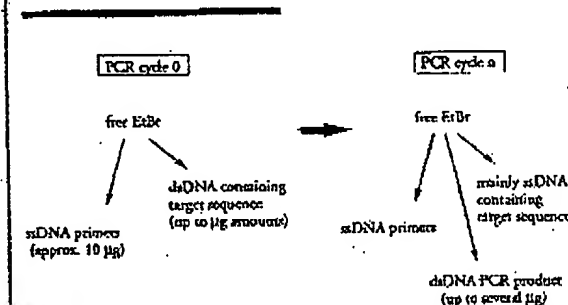 PCR cycle 0
free EtBr
ssDNA primers
(approx. 10 µg)
dsDNA containing
target sequence
(up to µg amounts)
PCR cycle n
free EtBr
ssDNA primers
mainly ssDNA
containing
target sequence
dsDNA PCR product
(up to several µg)